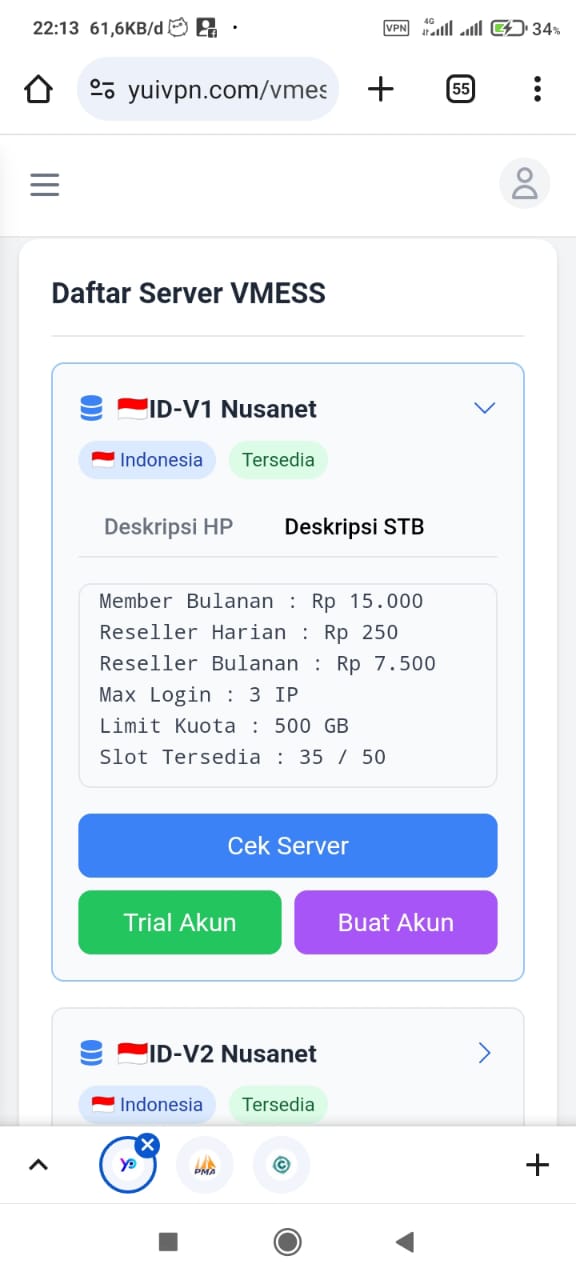 22:13 61,6KB/d
VPN 4G 34%
yuivpn.com/vmes
55
Daftar Server VMESS
ID-V1 Nusanet
Indonesia Tersedia
Deskripsi HP Deskripsi STB
Member Bulanan : Rp 15.000
Reseller Harian : Rp 250
Reseller Bulanan : Rp 7.500
Max Login : 3 IP
Limit Kuota : 500 GB
Slot Tersedia : 35 / 50
Cek Server
Trial Akun Buat Akun
ID-V2 Nusanet
Indonesia Tersedia
PMA